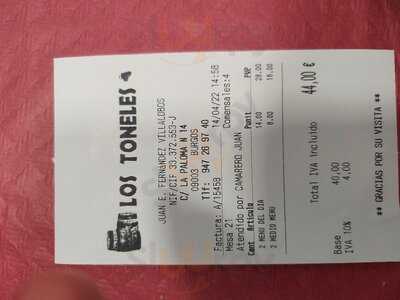 LOS TONELES
JUAN E. FERNANDEZ VILLALOBOS
NIF/CIF 33.372.553-J
C/ LA PALOMA N 14
09003 BURGOS
Tlf: 947 26 97 40
Factura: A/15458 14/04/22 14:58
Mesa 21 Comensales:4
Atendido por CAMARERO JUAN
Cant. Artículo Punit PVP
2 MENU DEL DIA 14,00 28,00
2 MEDIO MENU 8,00 16,00
Total IVA incluido 44,00 €
Base 40,00
IVA 10% 4,00
** GRACIAS POR SU VISITA **